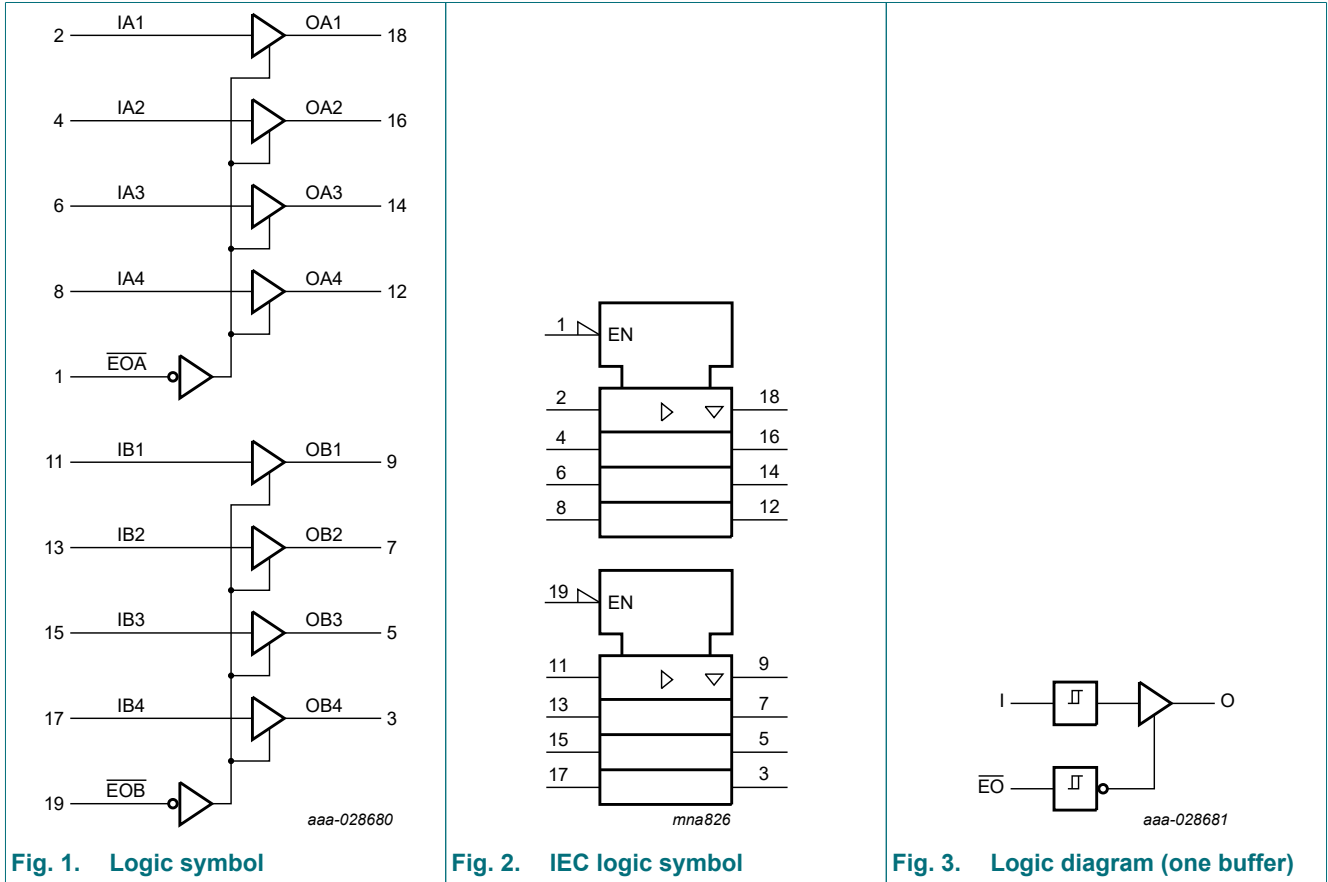 2 IA1 OA1 18
4 IA2 OA2 16
6 IA3 OA3 14
8 IA4 OA4 12
1 EOA
11 IB1 OB1 9
13 IB2 OB2 7
15 IB3 OB3 5
17 IB4 OB4 3
19 EOB
aaa-028680
Fig. 1. Logic symbol
1 EN
2 18
4 16
6 14
8 12
19 EN
11 9
13 7
15 5
17 3
mna826
Fig. 2. IEC logic symbol
I O
EO
aaa-028681
Fig. 3. Logic diagram (one buffer)